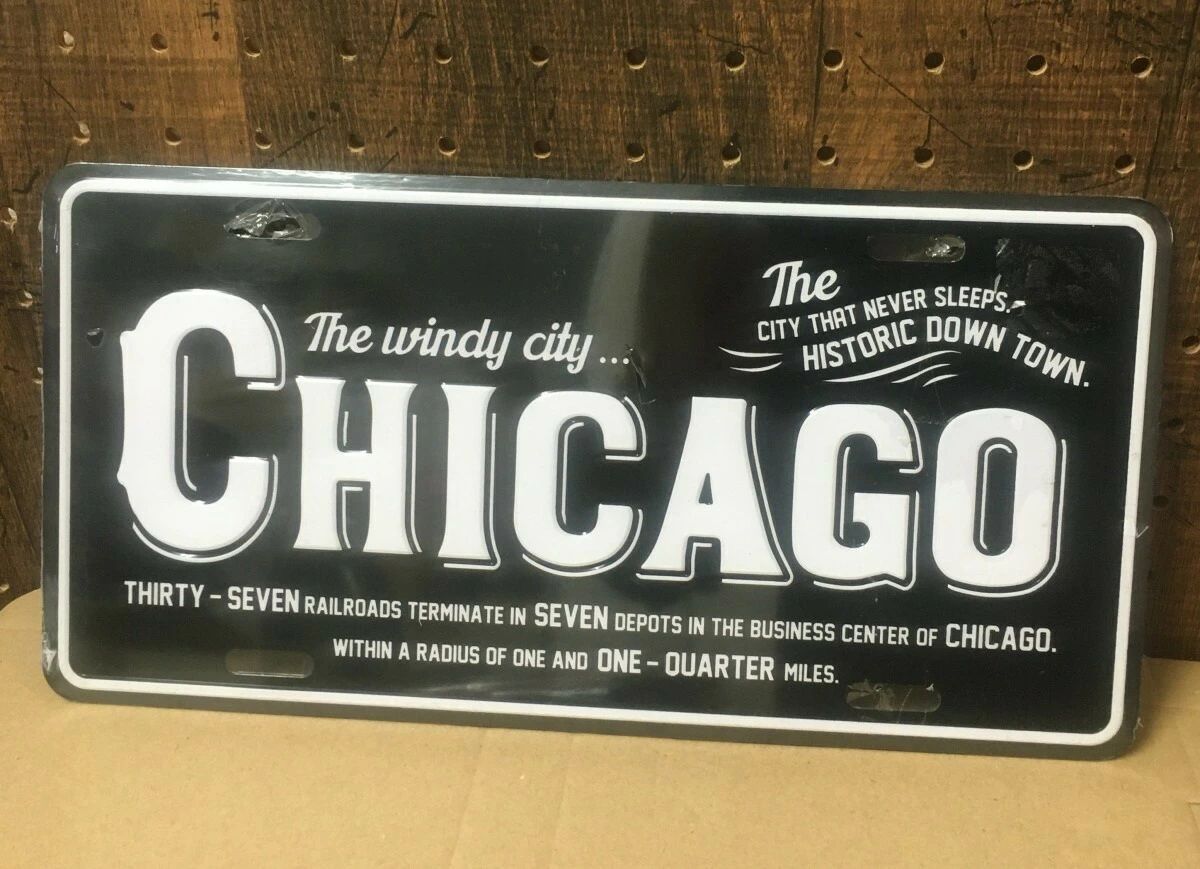 The windy city...
The
CITY THAT NEVER SLEEPS.
HISTORIC DOWN TOWN.
CHICAGO
THIRTY-SEVEN RAILROADS TERMINATE IN SEVEN DEPOTS IN THE BUSINESS CENTER OF CHICAGO.
WITHIN A RADIUS OF ONE AND ONE-QUARTER MILES.